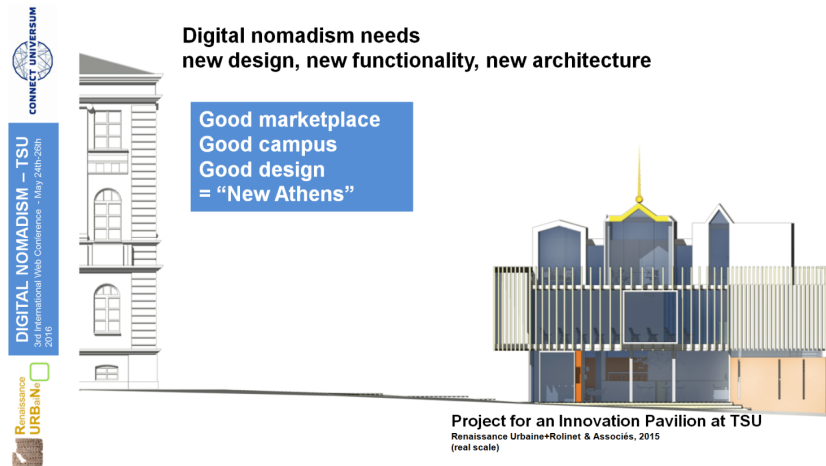 Digital nomadism needs
new design, new functionality, new architecture
Good marketplace
Good campus
Good design
= “New Athens”
Project for an Innovation Pavilion at TSU
Renaissance Urbaine+Rolinet & Associés, 2015
(real scale)
CONNECT UNIVERSUM
DIGITAL NOMADISM – TSU
3rd International Web Conference - May 24th-26th
2016
Renaissance
URBaiNe